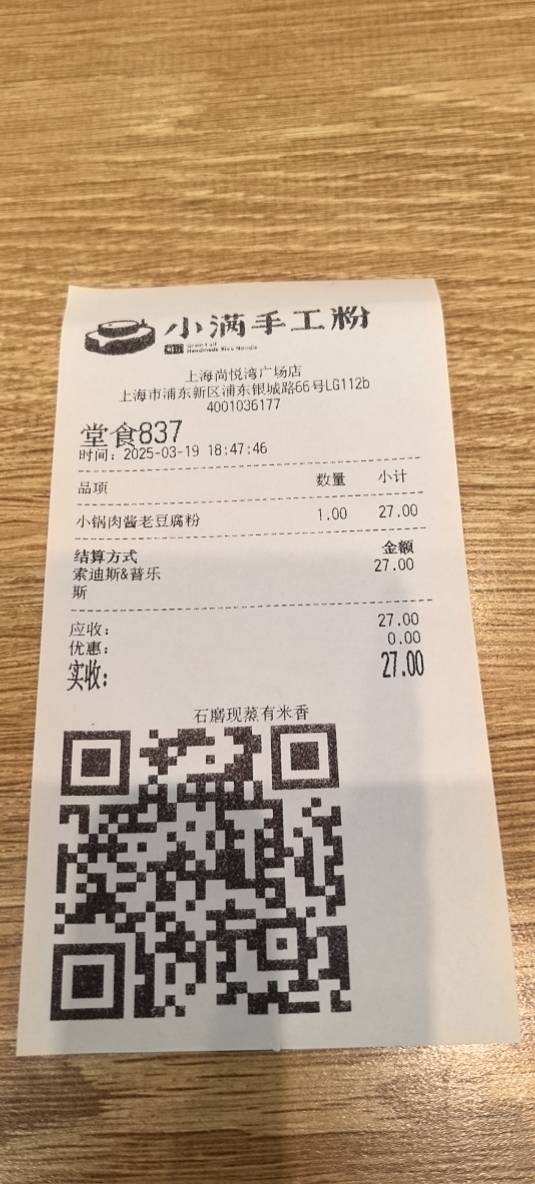 小满手工粉
Handmade Rice Noodle
上海尚悦湾广场店
上海市浦东新区浦东银城路66号LG112b
4001036177
堂食837
时间：2025-03-19 18:47:46
品项 数量 小计
小锅肉酱老豆腐粉 1.00 27.00
结算方式 金额
索迪斯&普乐 27.00
斯
应收： 27.00
优惠： 0.00
实收： 27.00
石磨现蒸有米香